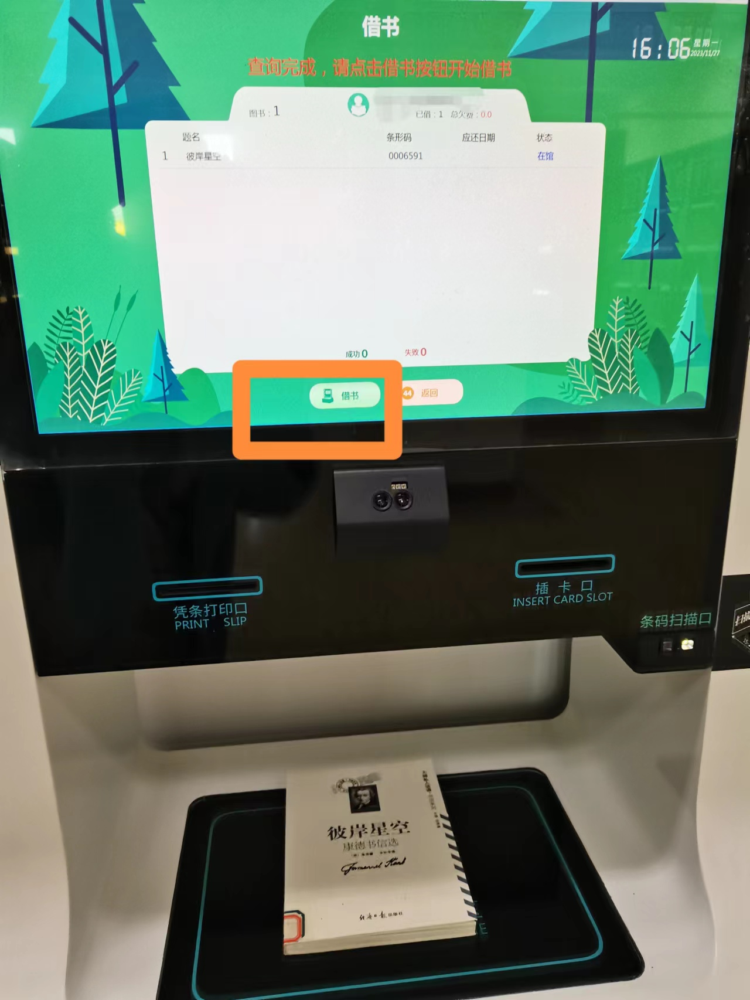 借书
16:06 星期一
2023/11/27
查询完成，请点击借书按钮开始借书
图书：1
已借：1 总欠费：0.0
题名 条形码 应还日期 状态
1 彼岸星空 0006591 在馆
成功 0 失败 0
借书 返回
凭条打印口
PRINT SLIP
插卡口
INSERT CARD SLOT
条码扫描口
扫描
彼岸星空
康德书信选
Immanuel Kant
经济日报出版社